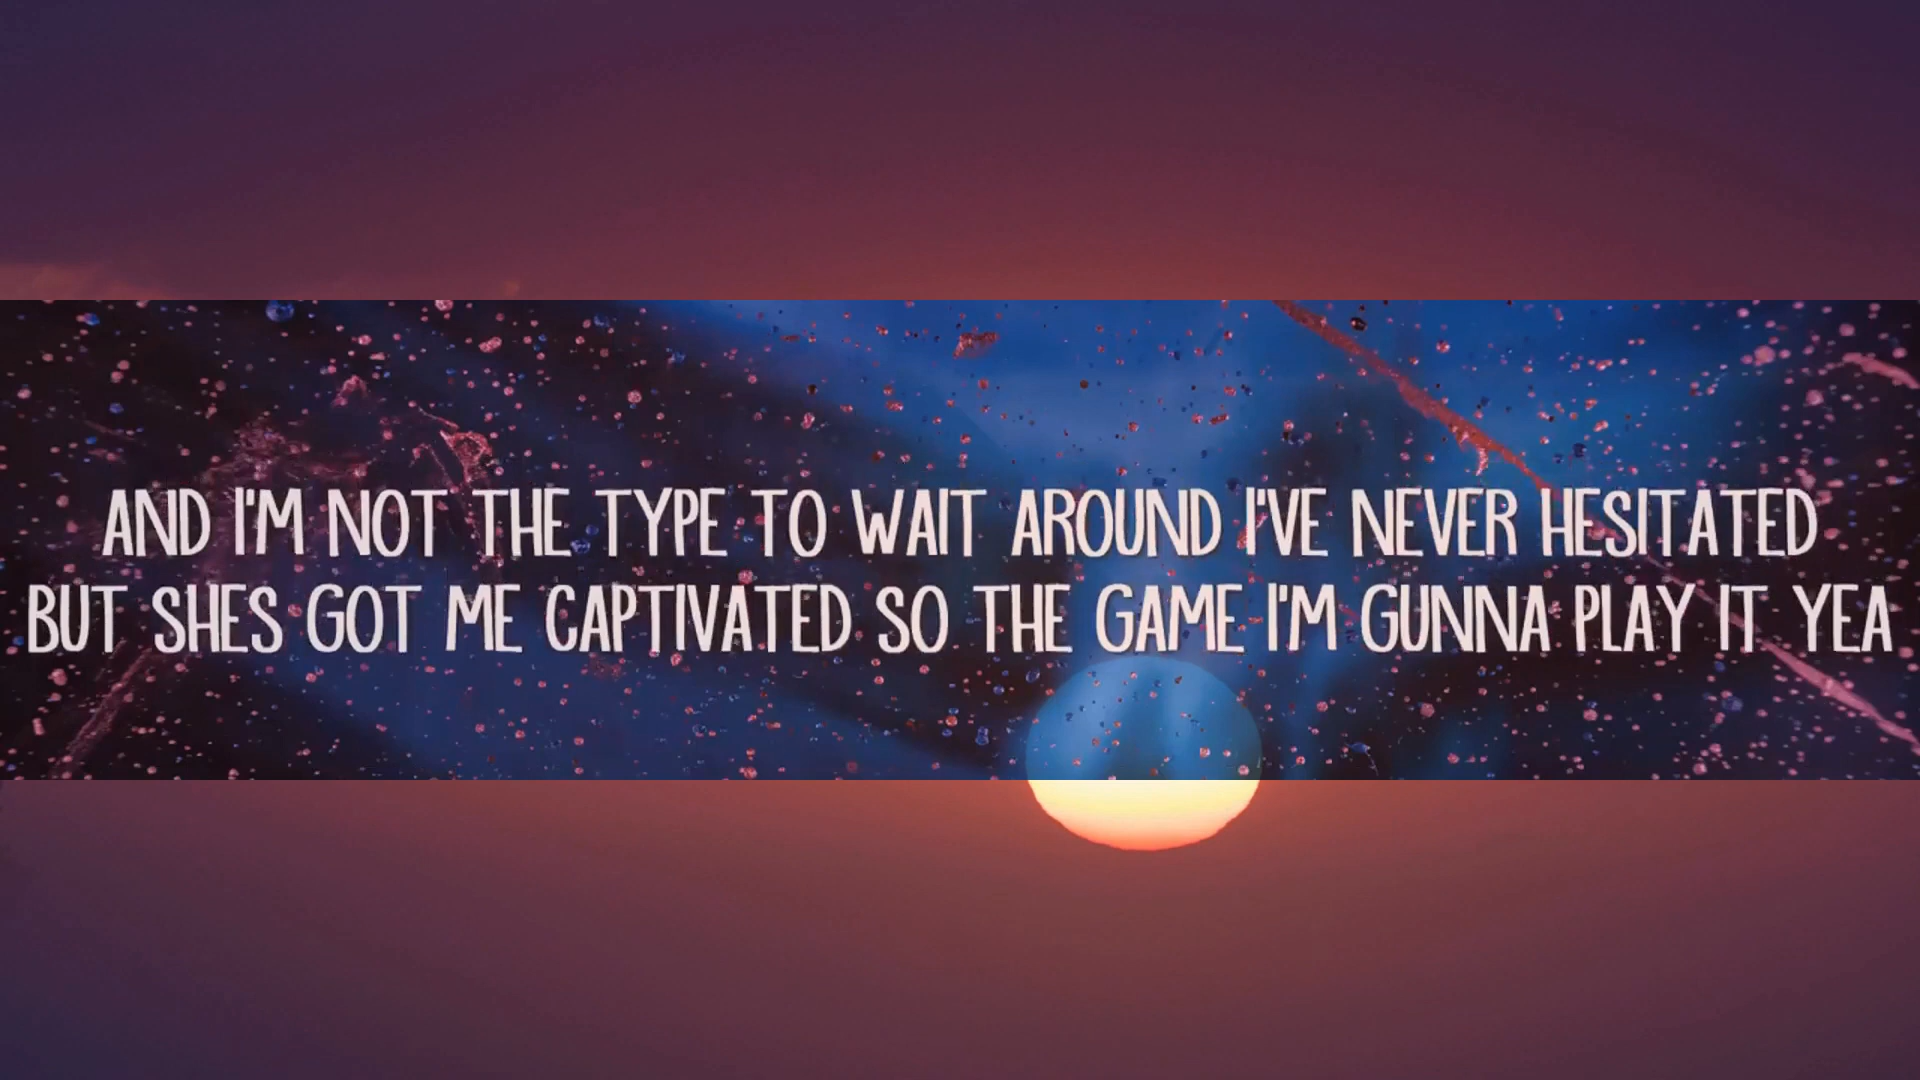 AND I'M NOT THE TYPE TO WAIT AROUND I'VE NEVER HESITATED
BUT SHES GOT ME CAPTIVATED SO THE GAME I'M GUNNA PLAY IT YEA